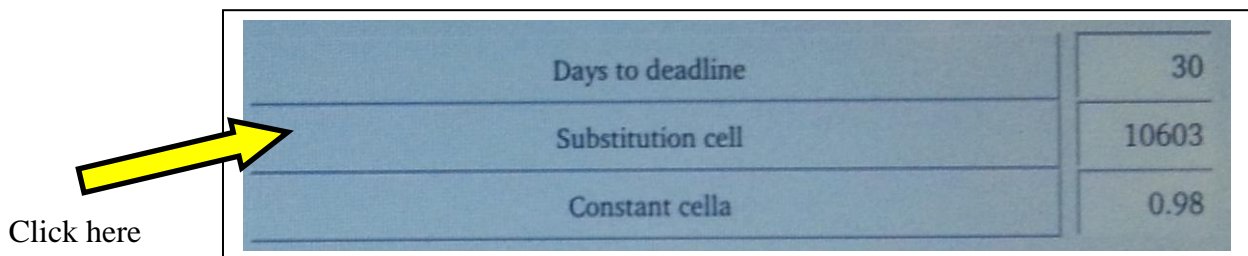 Days to deadline 30
Substitution cell 10603
Constant cella 0.98
Click here